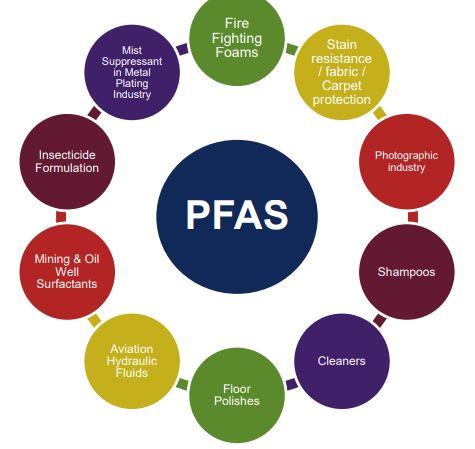 Fire
Fighting
Foams
Stain
resistance
/ fabric /
Carpet
protection
Photographic
industry
Shampoos
Cleaners
Floor
Polishes
Aviation
Hydraulic
Fluids
Mining & Oil
Well
Surfactants
Insecticide
Formulation
Mist
Suppressant
in Metal
Plating
Industry
PFAS